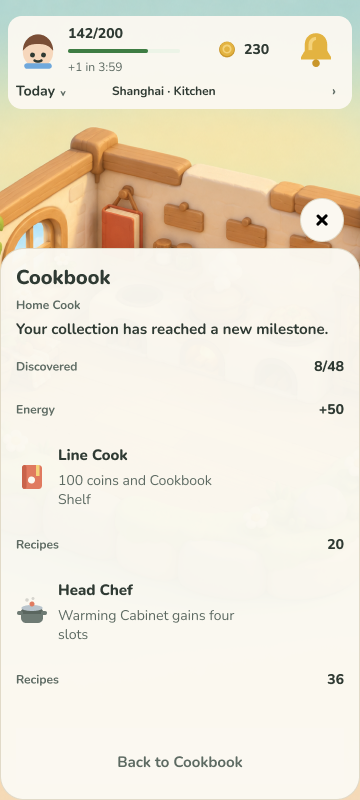 142/200
230
+1 in 3:59
Today ˅
Shanghai · Kitchen ›
Cookbook
Home Cook
Your collection has reached a new milestone.
Discovered 8/48
Energy +50
Line Cook
100 coins and Cookbook
Shelf
Recipes 20
Head Chef
Warming Cabinet gains four
slots
Recipes 36
Back to Cookbook